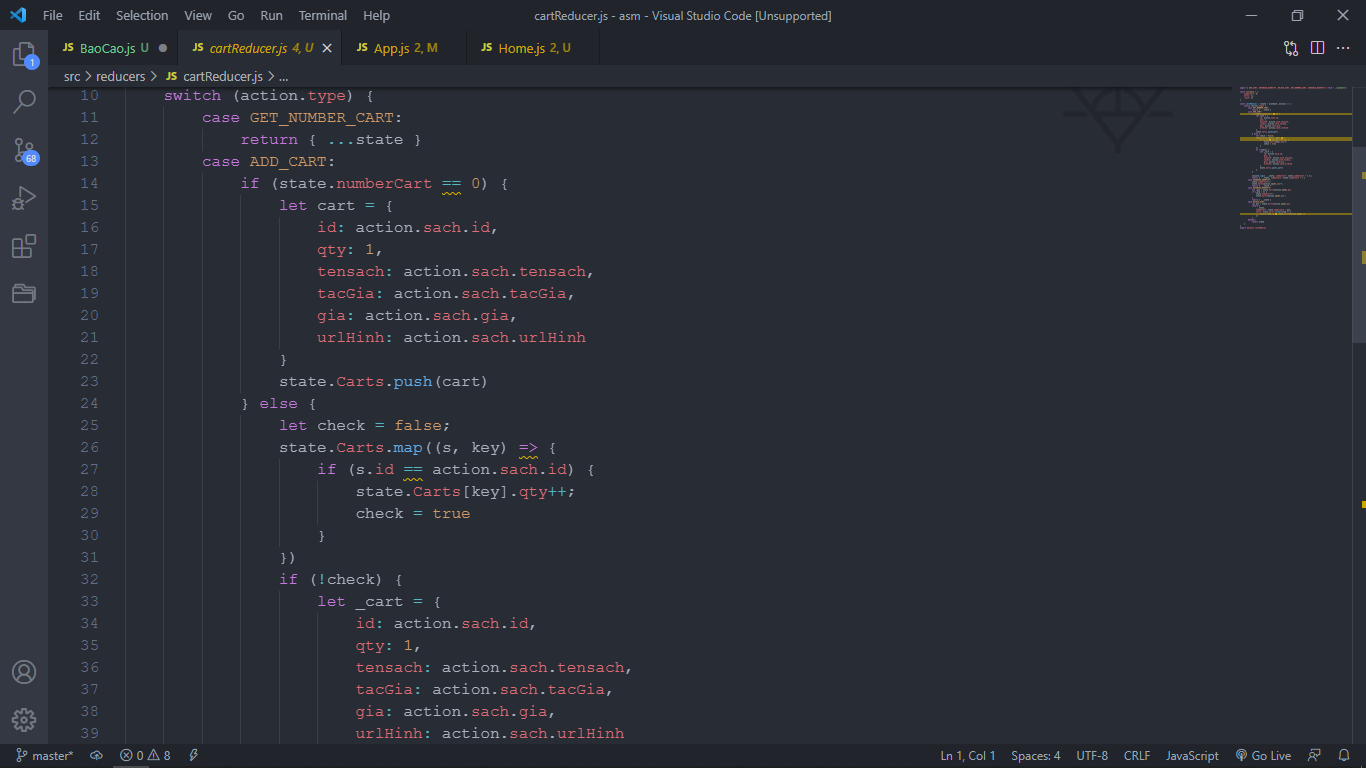 File Edit Selection View Go Run Terminal Help cartReducer.js - asm - Visual Studio Code [Unsupported]
JS BaoCao.js U JS cartReducer.js 4, U JS App.js 2, M JS Home.js 2, U
src > reducers > JS cartReducer.js > ...
1
68
10 switch (action.type) {
11 case GET_NUMBER_CART:
12 return { ...state }
13 case ADD_CART:
14 if (state.numberCart == 0) {
15 let cart = {
16 id: action.sach.id,
17 qty: 1,
18 tensach: action.sach.tensach,
19 tacGia: action.sach.tacGia,
20 gia: action.sach.gia,
21 urlHinh: action.sach.urlHinh
22 }
23 state.Carts.push(cart)
24 } else {
25 let check = false;
26 state.Carts.map((s, key) => {
27 if (s.id == action.sach.id) {
28 state.Carts[key].qty++;
29 check = true
30 }
31 })
32 if (!check) {
33 let _cart = {
34 id: action.sach.id,
35 qty: 1,
36 tensach: action.sach.tensach,
37 tacGia: action.sach.tacGia,
38 gia: action.sach.gia,
39 urlHinh: action.sach.urlHinh
master* 0 8 Ln 1, Col 1 Spaces: 4 UTF-8 CRLF JavaScript Go Live